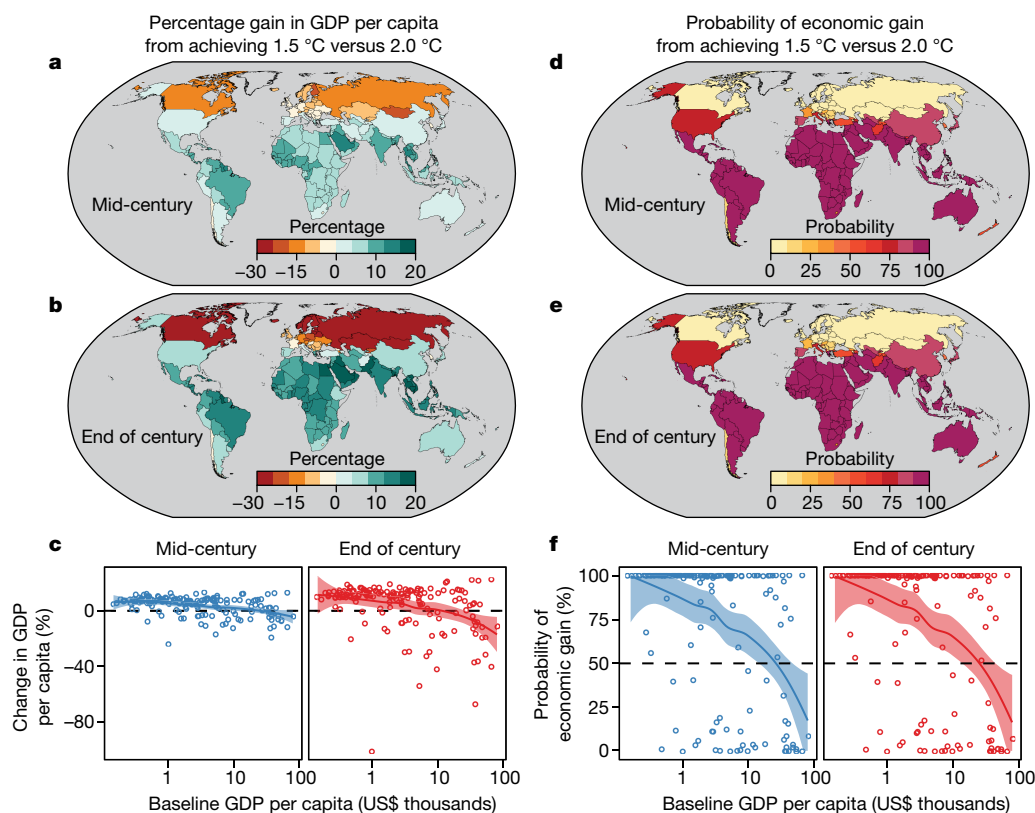 Percentage gain in GDP per capita
from achieving 1.5 °C versus 2.0 °C
a
Mid-century
Percentage
−30 −15 0 10 20
b
End of century
Percentage
−30 −15 0 10 20
c
Mid-century End of century
Change in GDP
per capita (%)
0
−40
−80
1 10 100 1 10 100
Baseline GDP per capita (US$ thousands)
Probability of economic gain
from achieving 1.5 °C versus 2.0 °C
d
Mid-century
Probability
0 25 50 75 100
e
End of century
Probability
0 25 50 75 100
f
Mid-century End of century
Probability of
economic gain (%)
100
75
50
25
0
1 10 100 1 10 100
Baseline GDP per capita (US$ thousands)